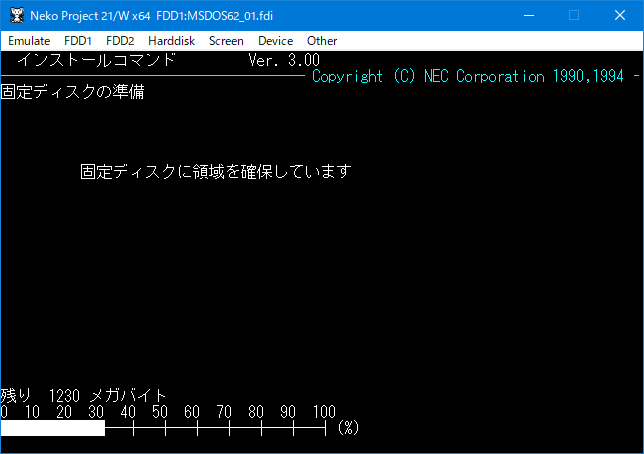 Neko Project 21/W x64 FDD1:MSDOS62_01.fdi
Emulate FDD1 FDD2 Harddisk Screen Device Other
インストールコマンド Ver. 3.00
Copyright (C) NEC Corporation 1990,1994
固定ディスクの準備
固定ディスクに領域を確保しています
残り 1230 メガバイト
0 10 20 30 40 50 60 70 80 90 100
(%)